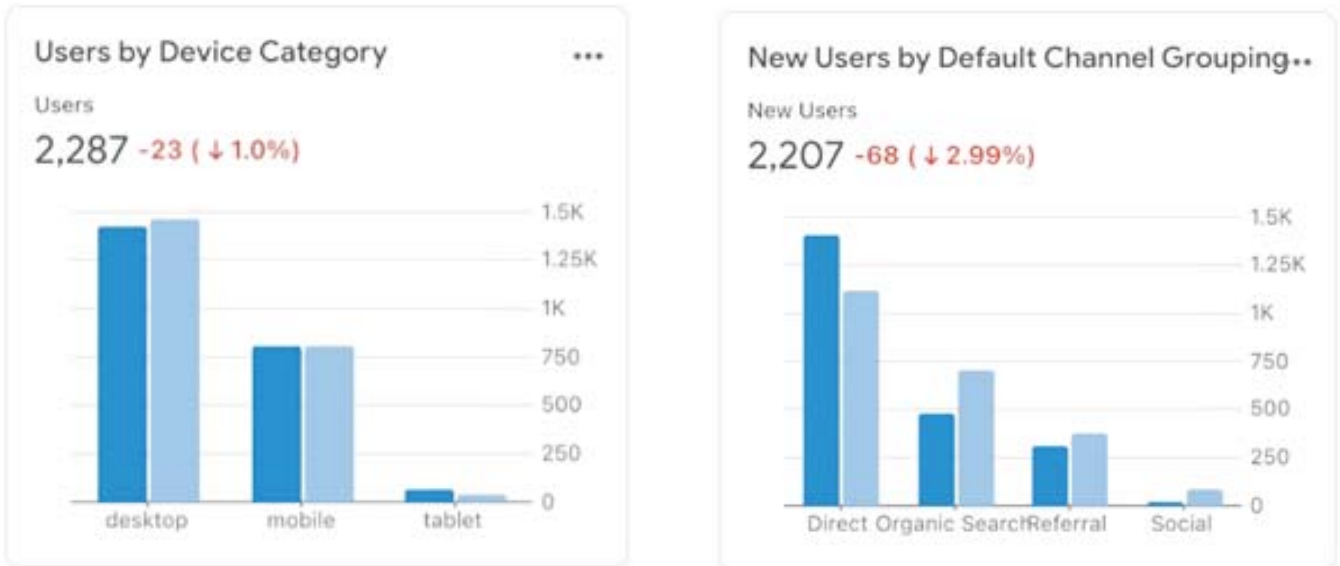 Users by Device Category
Users
2,287 -23 (↓ 1.0%)
1.5K
1.25K
1K
750
500
250
0
desktop mobile tablet
New Users by Default Channel Grouping
New Users
2,207 -68 (↓ 2.99%)
1.5K
1.25K
1K
750
500
250
0
Direct Organic Search Referral Social